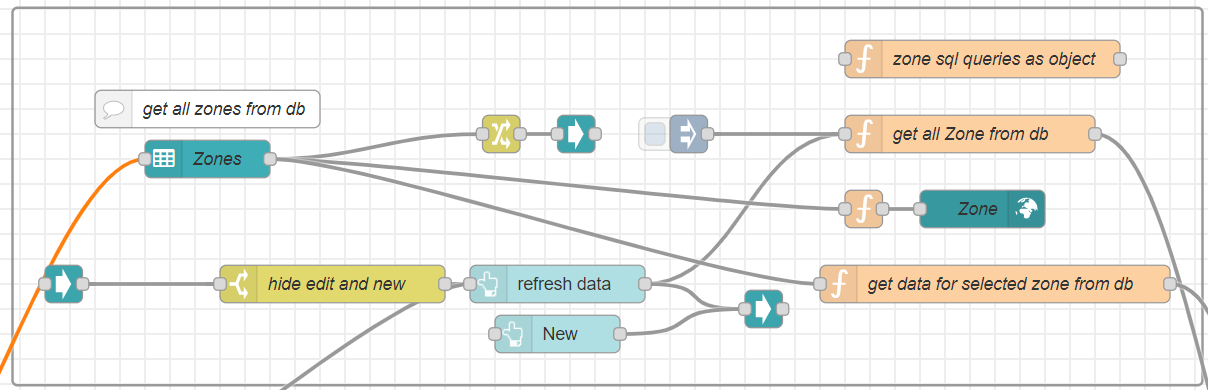 zone sql queries as object
get all zones from db
get all Zone from db
Zones
Zone
hide edit and new
refresh data
get data for selected zone from db
New